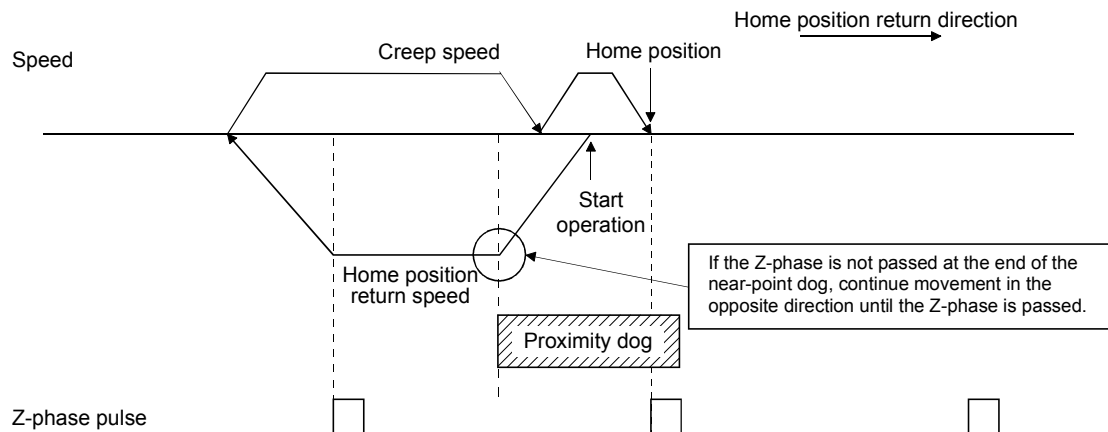 Home position return direction
Speed
Creep speed
Home position
Start
operation
Home position
return speed
If the Z-phase is not passed at the end of the
near-point dog, continue movement in the
opposite direction until the Z-phase is passed.
Proximity dog
Z-phase pulse